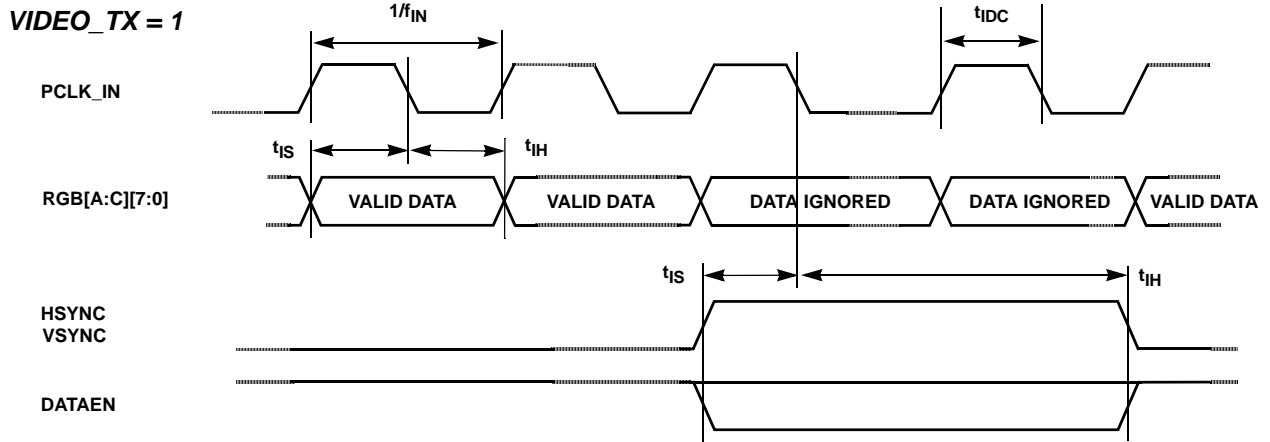 VIDEO_TX = 1
1/fIN
tIDC
PCLK_IN
tIS
tIH
RGB[A:C][7:0]
VALID DATA
VALID DATA
DATA IGNORED
DATA IGNORED
VALID DATA
tIS
tIH
HSYNC
VSYNC
DATAEN